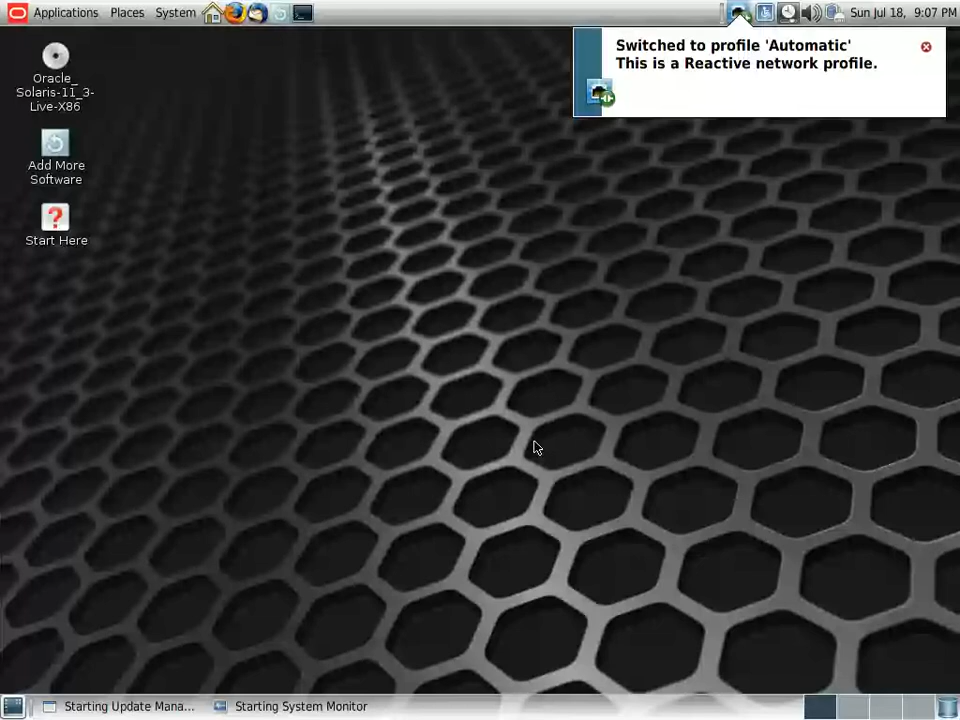 Applications Places System
Sun Jul 18, 9:07 PM
Switched to profile 'Automatic'
This is a Reactive network profile.
Oracle_
Solaris-11_3-
Live-X86
Add More
Software
Start Here
Starting Update Mana... Starting System Monitor